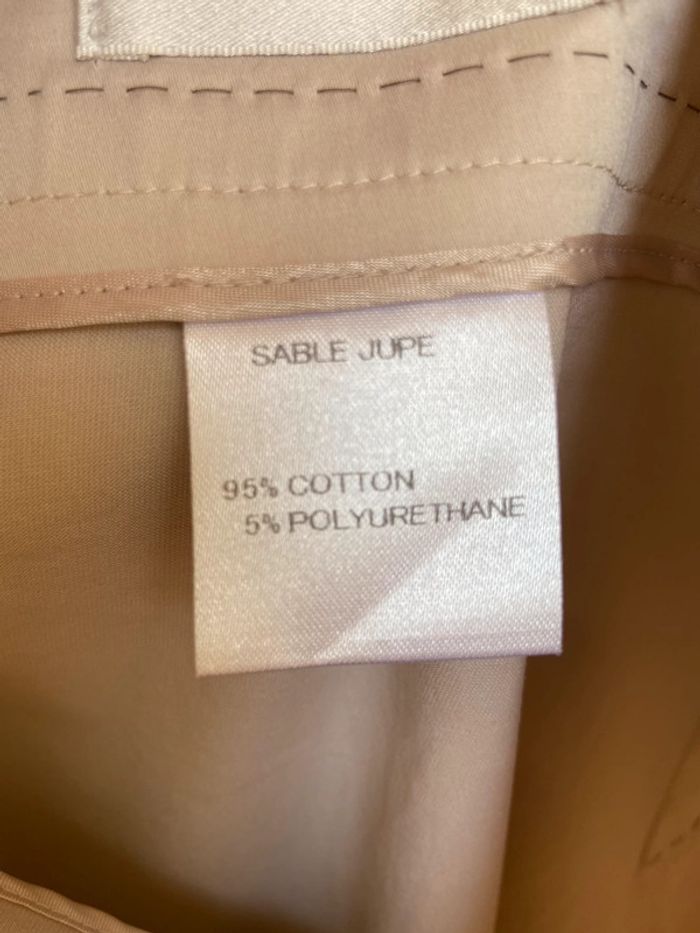 SABLE JUPE
95% COTTON
5% POLYURETHANE